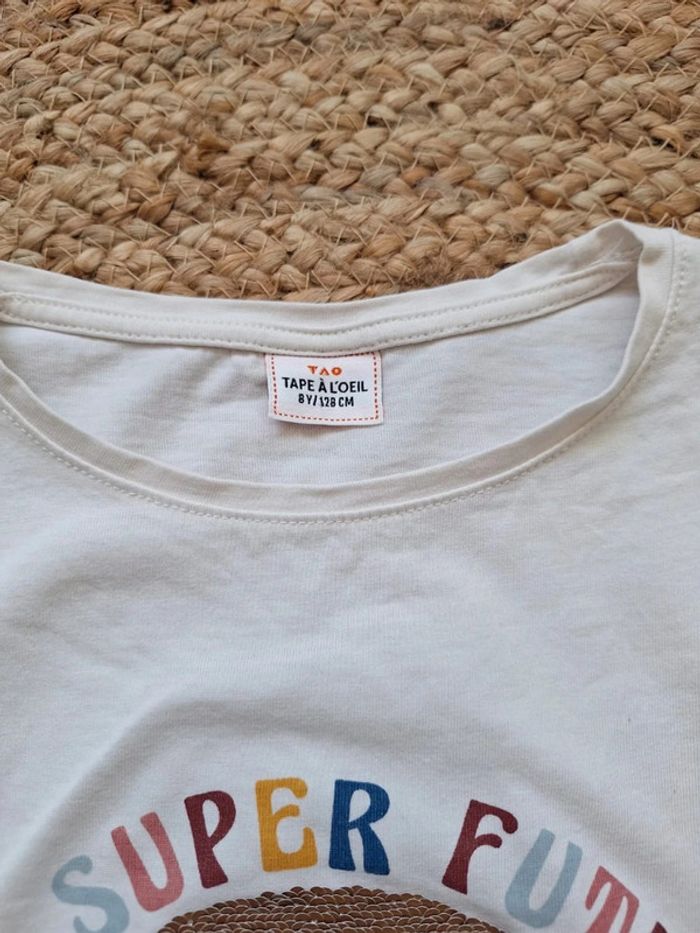 TAO
TAPE À L'OEIL
8Y/128 CM
SUPER FUT